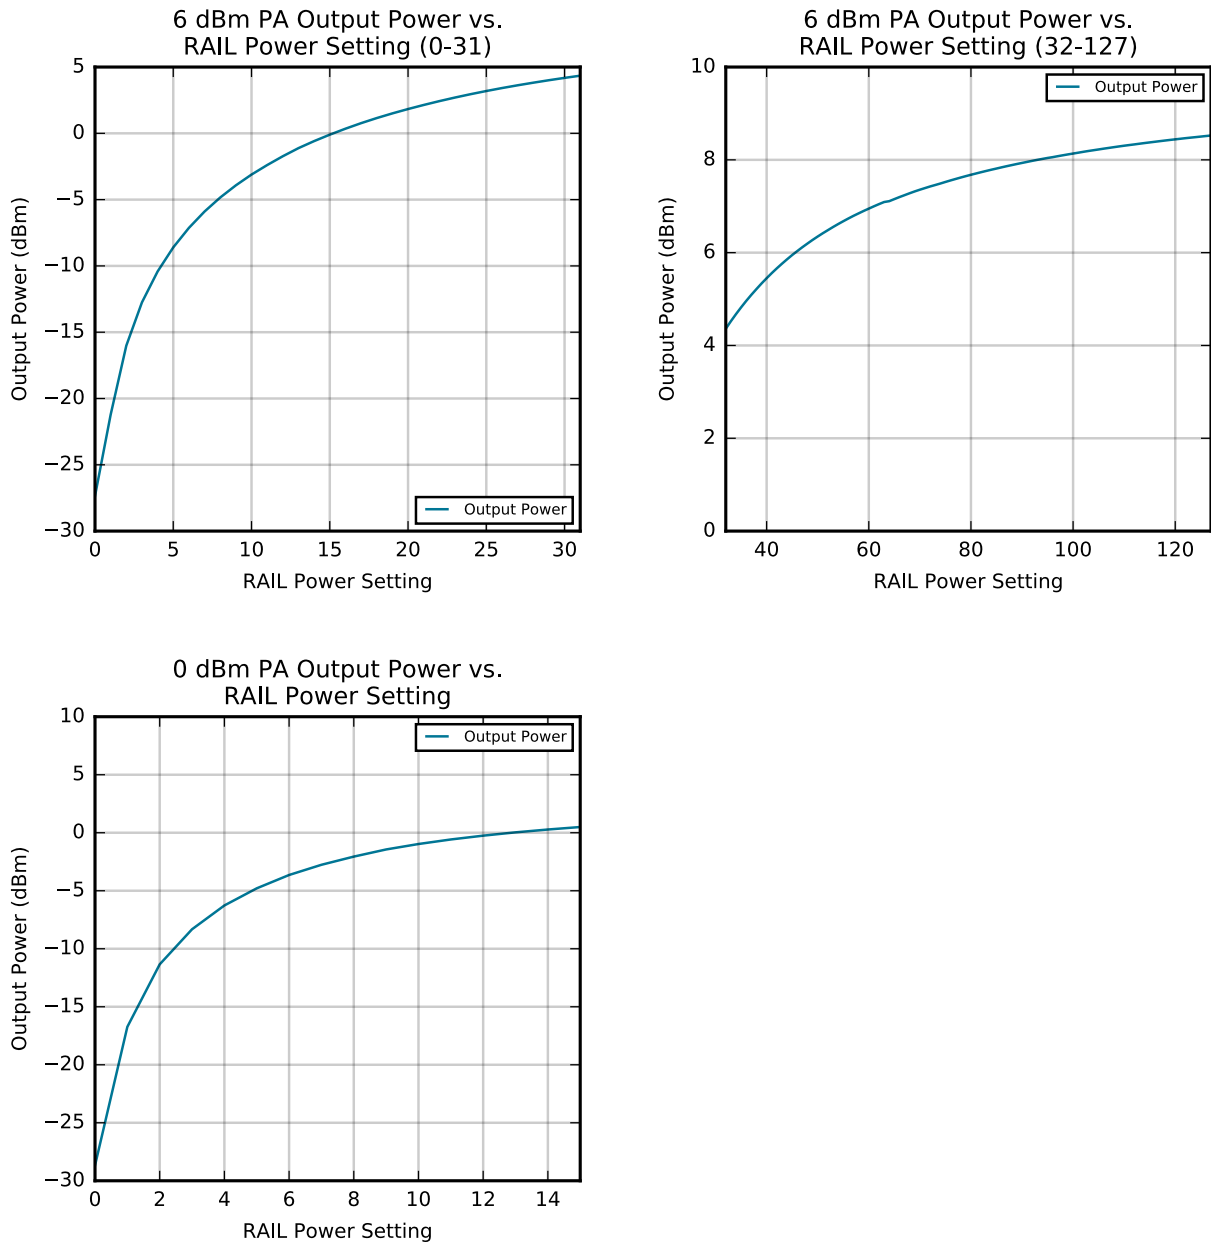 6 dBm PA Output Power vs.
RAIL Power Setting (0-31)
5
0
−5
−10
−15
−20
−25
−30
Output Power (dBm)
Output Power
0 5 10 15 20 25 30
RAIL Power Setting
6 dBm PA Output Power vs.
RAIL Power Setting (32-127)
10
8
6
4
2
0
Output Power (dBm)
Output Power
40 60 80 100 120
RAIL Power Setting
0 dBm PA Output Power vs.
RAIL Power Setting
10
5
0
−5
−10
−15
−20
−25
−30
Output Power (dBm)
Output Power
0 2 4 6 8 10 12 14
RAIL Power Setting